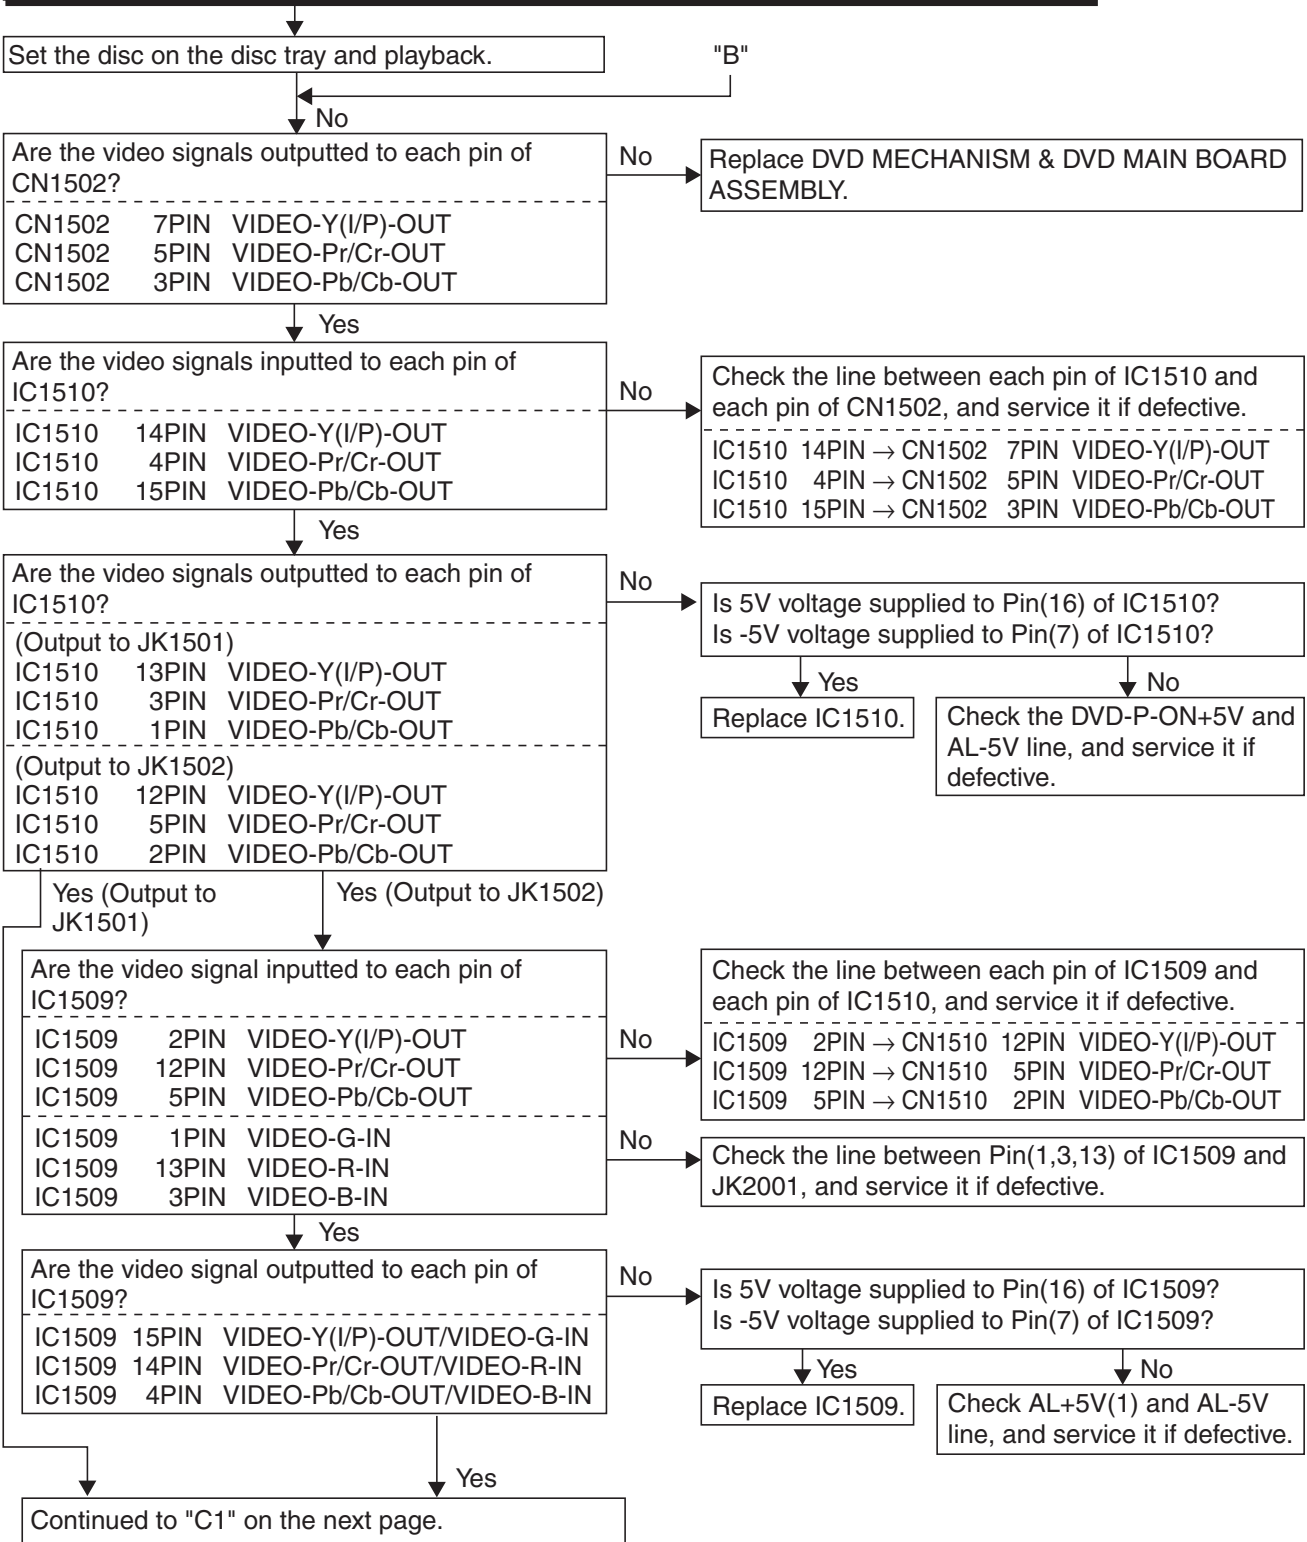 Set the disc on the disc tray and playback.
"B"
No
Are the video signals outputted to each pin of
CN1502?
CN1502 7PIN VIDEO-Y(I/P)-OUT
CN1502 5PIN VIDEO-Pr/Cr-OUT
CN1502 3PIN VIDEO-Pb/Cb-OUT
No
Replace DVD MECHANISM & DVD MAIN BOARD
ASSEMBLY.
Yes
Are the video signals inputted to each pin of
IC1510?
IC1510 14PIN VIDEO-Y(I/P)-OUT
IC1510 4PIN VIDEO-Pr/Cr-OUT
IC1510 15PIN VIDEO-Pb/Cb-OUT
No
Check the line between each pin of IC1510 and
each pin of CN1502, and service it if defective.
IC1510 14PIN → CN1502 7PIN VIDEO-Y(I/P)-OUT
IC1510 4PIN → CN1502 5PIN VIDEO-Pr/Cr-OUT
IC1510 15PIN → CN1502 3PIN VIDEO-Pb/Cb-OUT
Yes
Are the video signals outputted to each pin of
IC1510?
(Output to JK1501)
IC1510 13PIN VIDEO-Y(I/P)-OUT
IC1510 3PIN VIDEO-Pr/Cr-OUT
IC1510 1PIN VIDEO-Pb/Cb-OUT
(Output to JK1502)
IC1510 12PIN VIDEO-Y(I/P)-OUT
IC1510 5PIN VIDEO-Pr/Cr-OUT
IC1510 2PIN VIDEO-Pb/Cb-OUT
No
Is 5V voltage supplied to Pin(16) of IC1510?
Is -5V voltage supplied to Pin(7) of IC1510?
Yes
No
Replace IC1510.
Check the DVD-P-ON+5V and
AL-5V line, and service it if
defective.
Yes (Output to
JK1501)
Yes (Output to JK1502)
Are the video signal inputted to each pin of
IC1509?
IC1509 2PIN VIDEO-Y(I/P)-OUT
IC1509 12PIN VIDEO-Pr/Cr-OUT
IC1509 5PIN VIDEO-Pb/Cb-OUT
IC1509 1PIN VIDEO-G-IN
IC1509 13PIN VIDEO-R-IN
IC1509 3PIN VIDEO-B-IN
No
Check the line between each pin of IC1509 and
each pin of IC1510, and service it if defective.
IC1509 2PIN → CN1510 12PIN VIDEO-Y(I/P)-OUT
IC1509 12PIN → CN1510 5PIN VIDEO-Pr/Cr-OUT
IC1509 5PIN → CN1510 2PIN VIDEO-Pb/Cb-OUT
No
Check the line between Pin(1,3,13) of IC1509 and
JK2001, and service it if defective.
Yes
Are the video signal outputted to each pin of
IC1509?
IC1509 15PIN VIDEO-Y(I/P)-OUT/VIDEO-G-IN
IC1509 14PIN VIDEO-Pr/Cr-OUT/VIDEO-R-IN
IC1509 4PIN VIDEO-Pb/Cb-OUT/VIDEO-B-IN
No
Is 5V voltage supplied to Pin(16) of IC1509?
Is -5V voltage supplied to Pin(7) of IC1509?
Yes
No
Replace IC1509.
Check AL+5V(1) and AL-5V
line, and service it if defective.
Yes
Continued to "C1" on the next page.